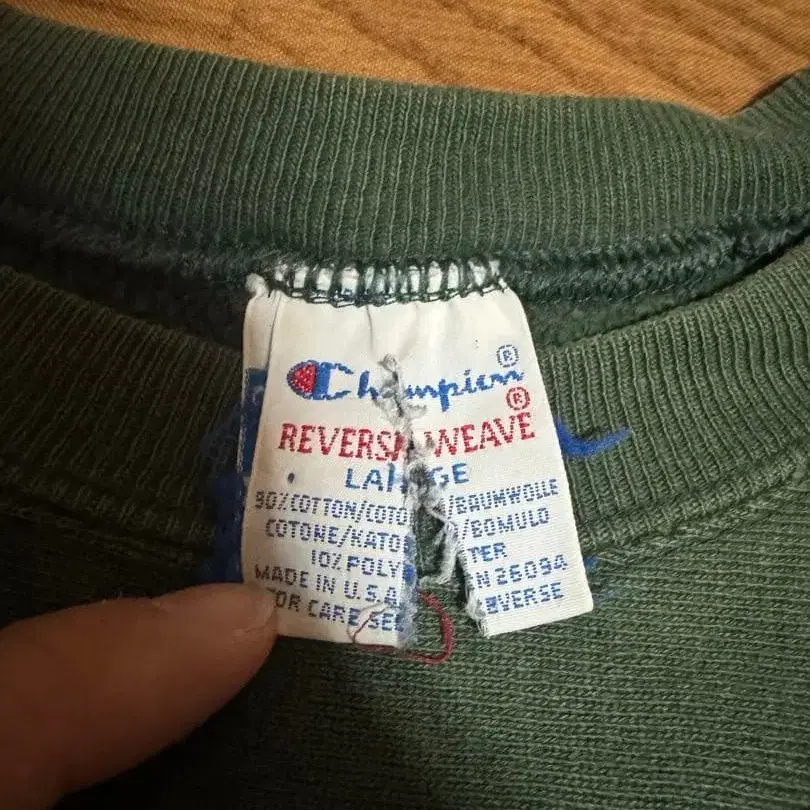 Champion®
REVERSE WEAVE®
LARGE
90% COTTON/COTO /BAUMWOLLE
COTONE/KATO /BOMULD
10% POLY TER
MADE IN U.S.A. N 26094
FOR CARE SEE EVERSE